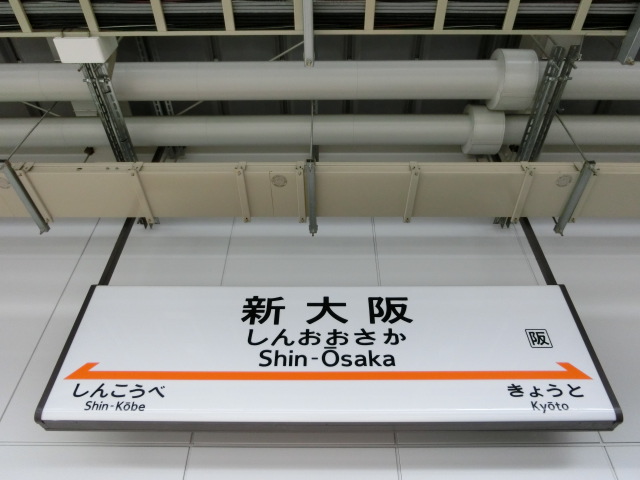 新大阪
しんおおさか
Shin-Ōsaka
阪
しんこうべ
Shin-Kōbe
きょうと
Kyōto